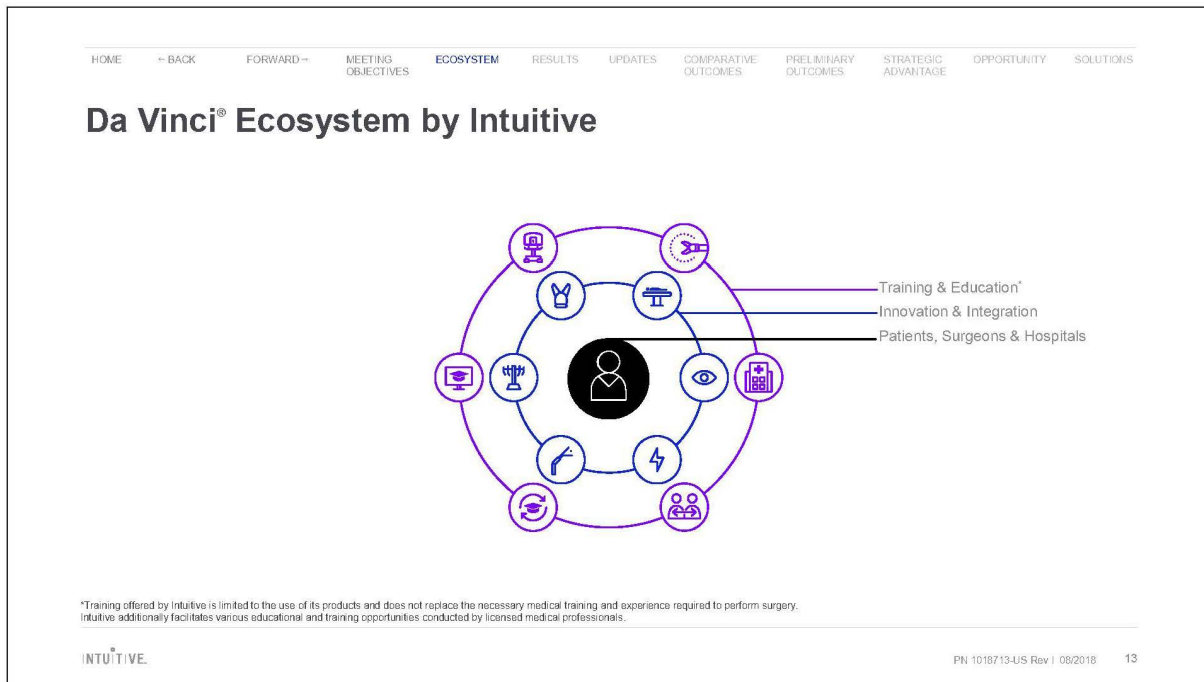 HOME ←BACK FORWARD→ MEETING OBJECTIVES ECOSYSTEM RESULTS UPDATES COMPARATIVE OUTCOMES PRELIMINARY OUTCOMES STRATEGIC ADVANTAGE OPPORTUNITY SOLUTIONS
Da Vinci® Ecosystem by Intuitive
Training & Education*
Innovation & Integration
Patients, Surgeons & Hospitals
*Training offered by Intuitive is limited to the use of its products and does not replace the necessary medical training and experience required to perform surgery.
Intuitive additionally facilitates various educational and training opportunities conducted by licensed medical professionals.
INTUITIVE.
PN 1018713-US Rev I 08/2018 13